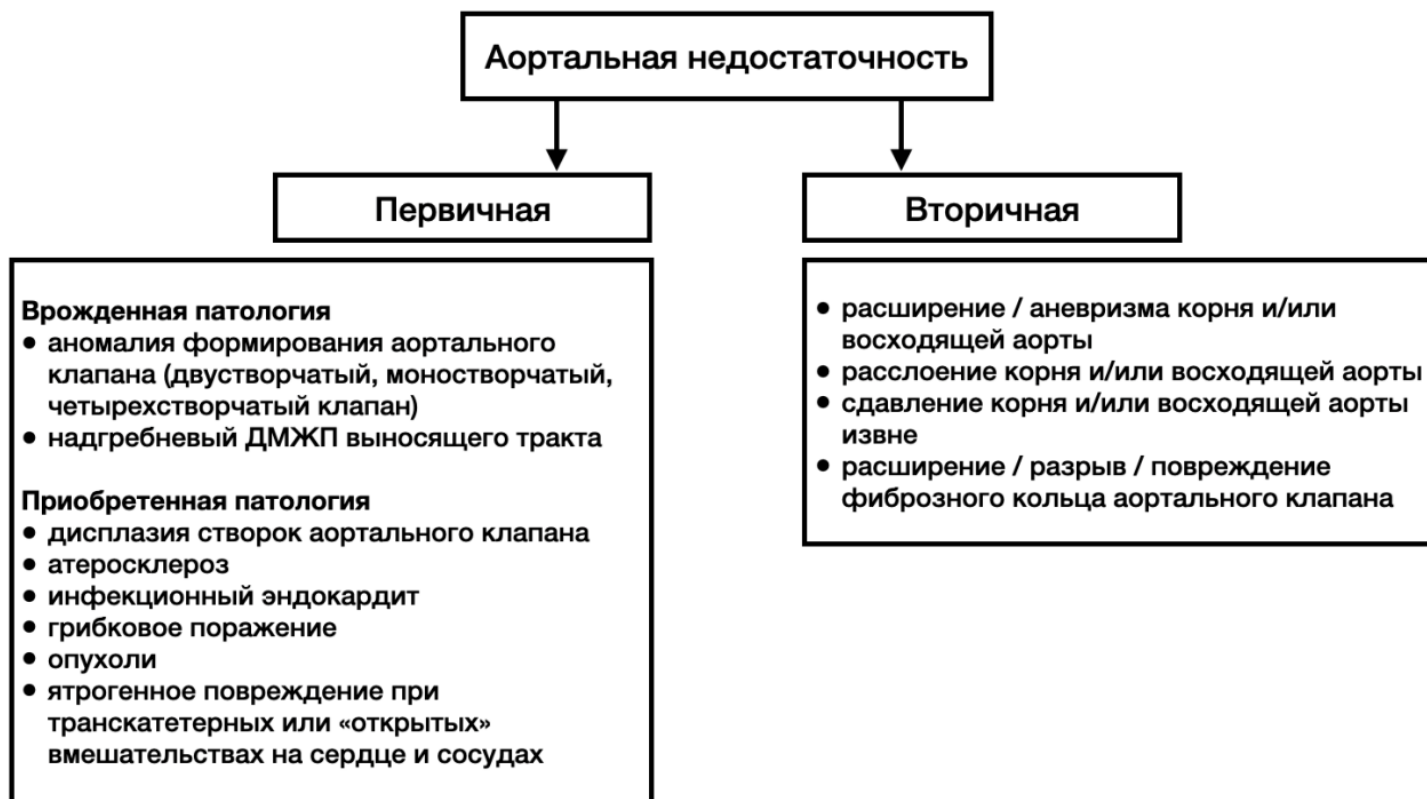 Аортальная недостаточность
Первичная
Вторичная
Врожденная патология
• аномалия формирования аортального
клапана (двустворчатый, моностворчатый,
четырехстворчатый клапан)
• надгребневый ДМЖП выносящего тракта
Приобретенная патология
• дисплазия створок аортального клапана
• атеросклероз
• инфекционный эндокардит
• грибковое поражение
• опухоли
• ятрогенное повреждение при
транскатетерных или «открытых»
вмешательствах на сердце и сосудах
• расширение / аневризма корня и/или
восходящей аорты
• расслоение корня и/или восходящей аорты
• сдавление корня и/или восходящей аорты
извне
• расширение / разрыв / повреждение
фиброзного кольца аортального клапана